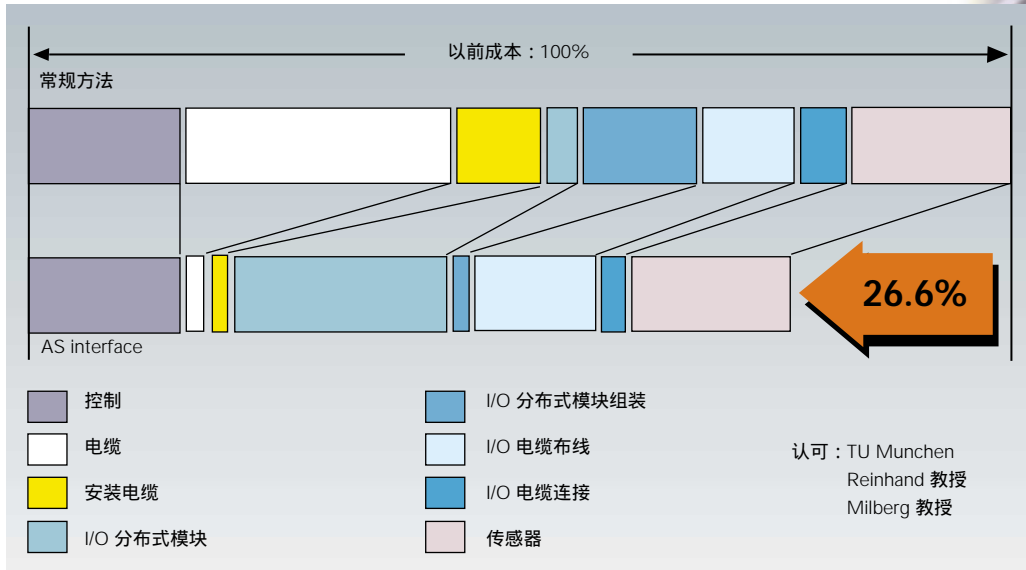 以前成本：100%
常规方法
26.6%
AS interface
控制
电缆
安装电缆
I/O 分布式模块
I/O 分布式模块组装
I/O 电缆布线
I/O 电缆连接
传感器
认可：TU Munchen
Reinhand 教授
Milberg 教授